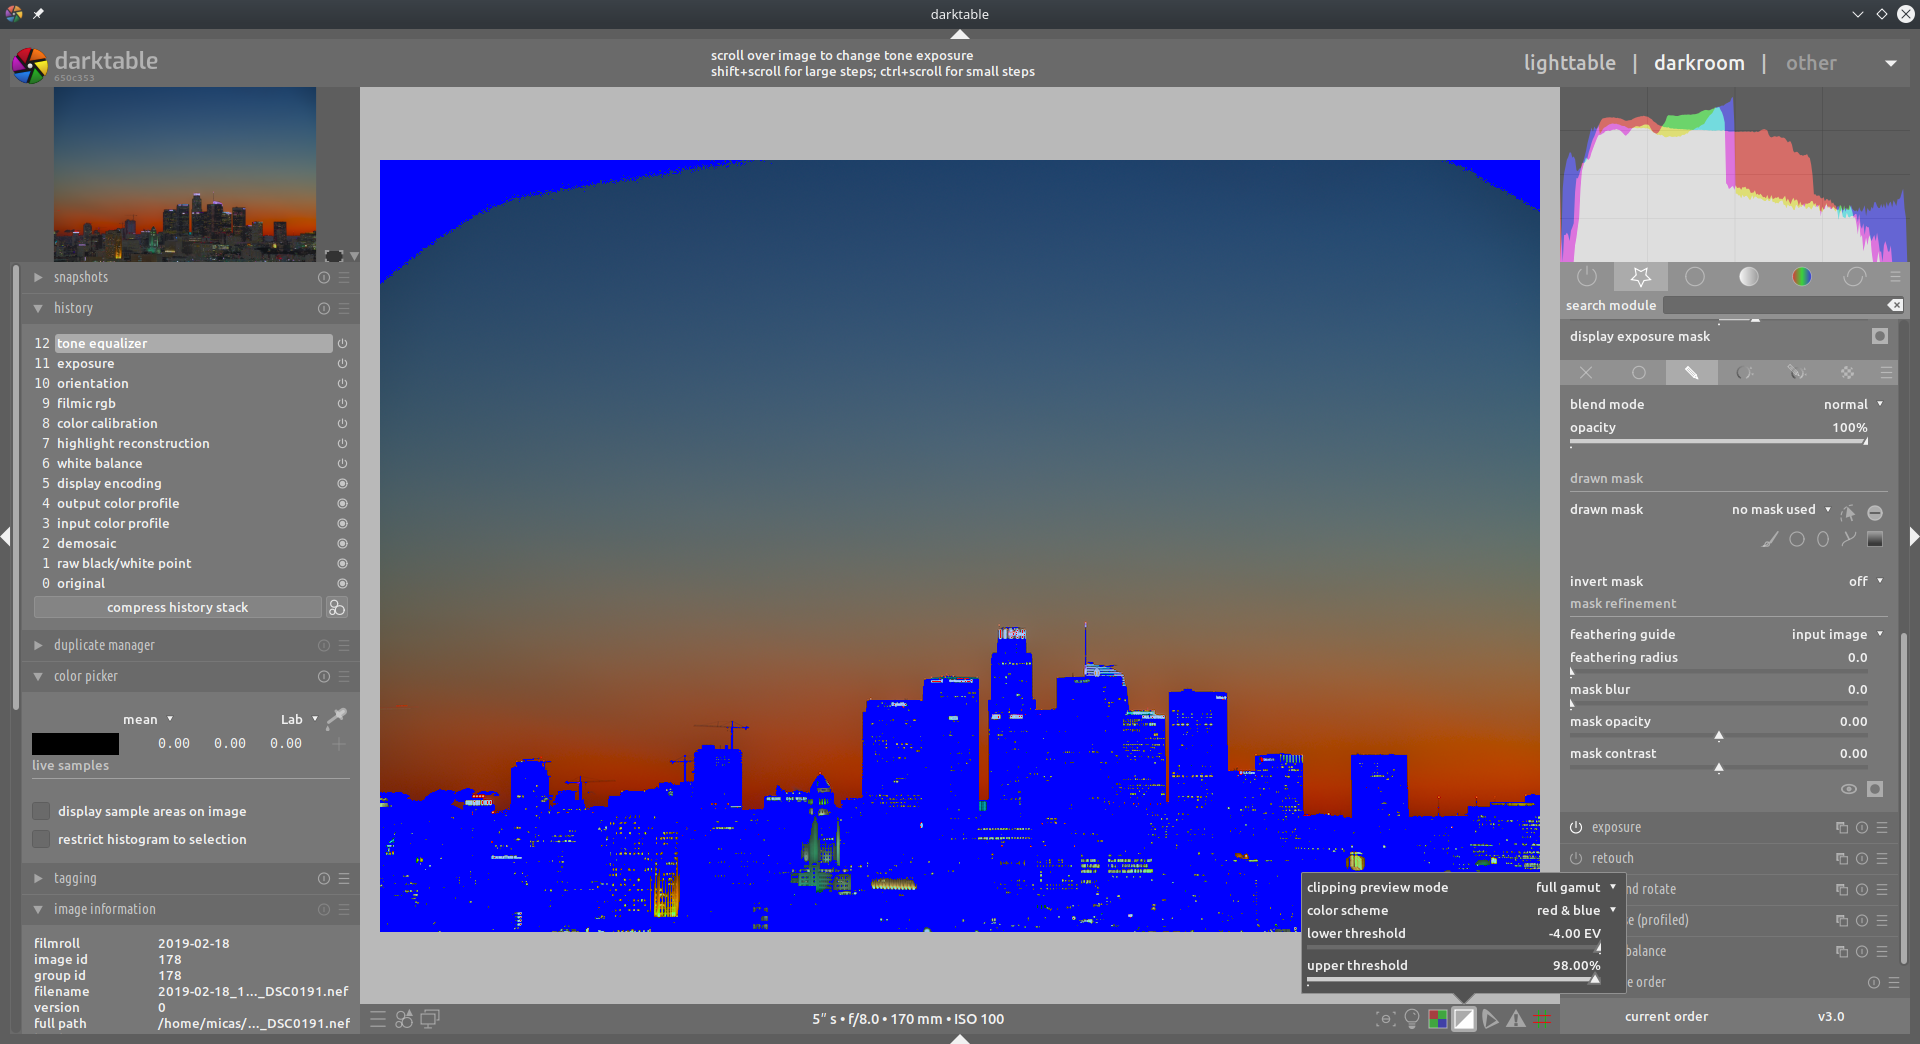 darktable
darktable
650c353
scroll over image to change tone exposure
shift+scroll for large steps; ctrl+scroll for small steps
lighttable | darkroom | other
snapshots
history
12 tone equalizer
11 exposure
10 orientation
9 filmic rgb
8 color calibration
7 highlight reconstruction
6 white balance
5 display encoding
4 output color profile
3 input color profile
2 demosaic
1 raw black/white point
0 original
compress history stack
duplicate manager
color picker
mean Lab
0.00 0.00 0.00
live samples
display sample areas on image
restrict histogram to selection
tagging
image information
filmroll 2019-02-18
image id 178
group id 178
filename 2019-02-18_1..._DSC0191.nef
version 0
full path /home/micas/..._DSC0191.nef
5" s • f/8.0 • 170 mm • ISO 100
clipping preview mode full gamut
color scheme red & blue
lower threshold -4.00 EV
upper threshold 98.00%
search module
display exposure mask
blend mode normal
opacity 100%
drawn mask
drawn mask no mask used
invert mask off
mask refinement
feathering guide input image
feathering radius 0.0
mask blur 0.0
mask opacity 0.00
mask contrast 0.00
exposure
retouch
nd rotate
e (profiled)
balance
e order
current order v3.0